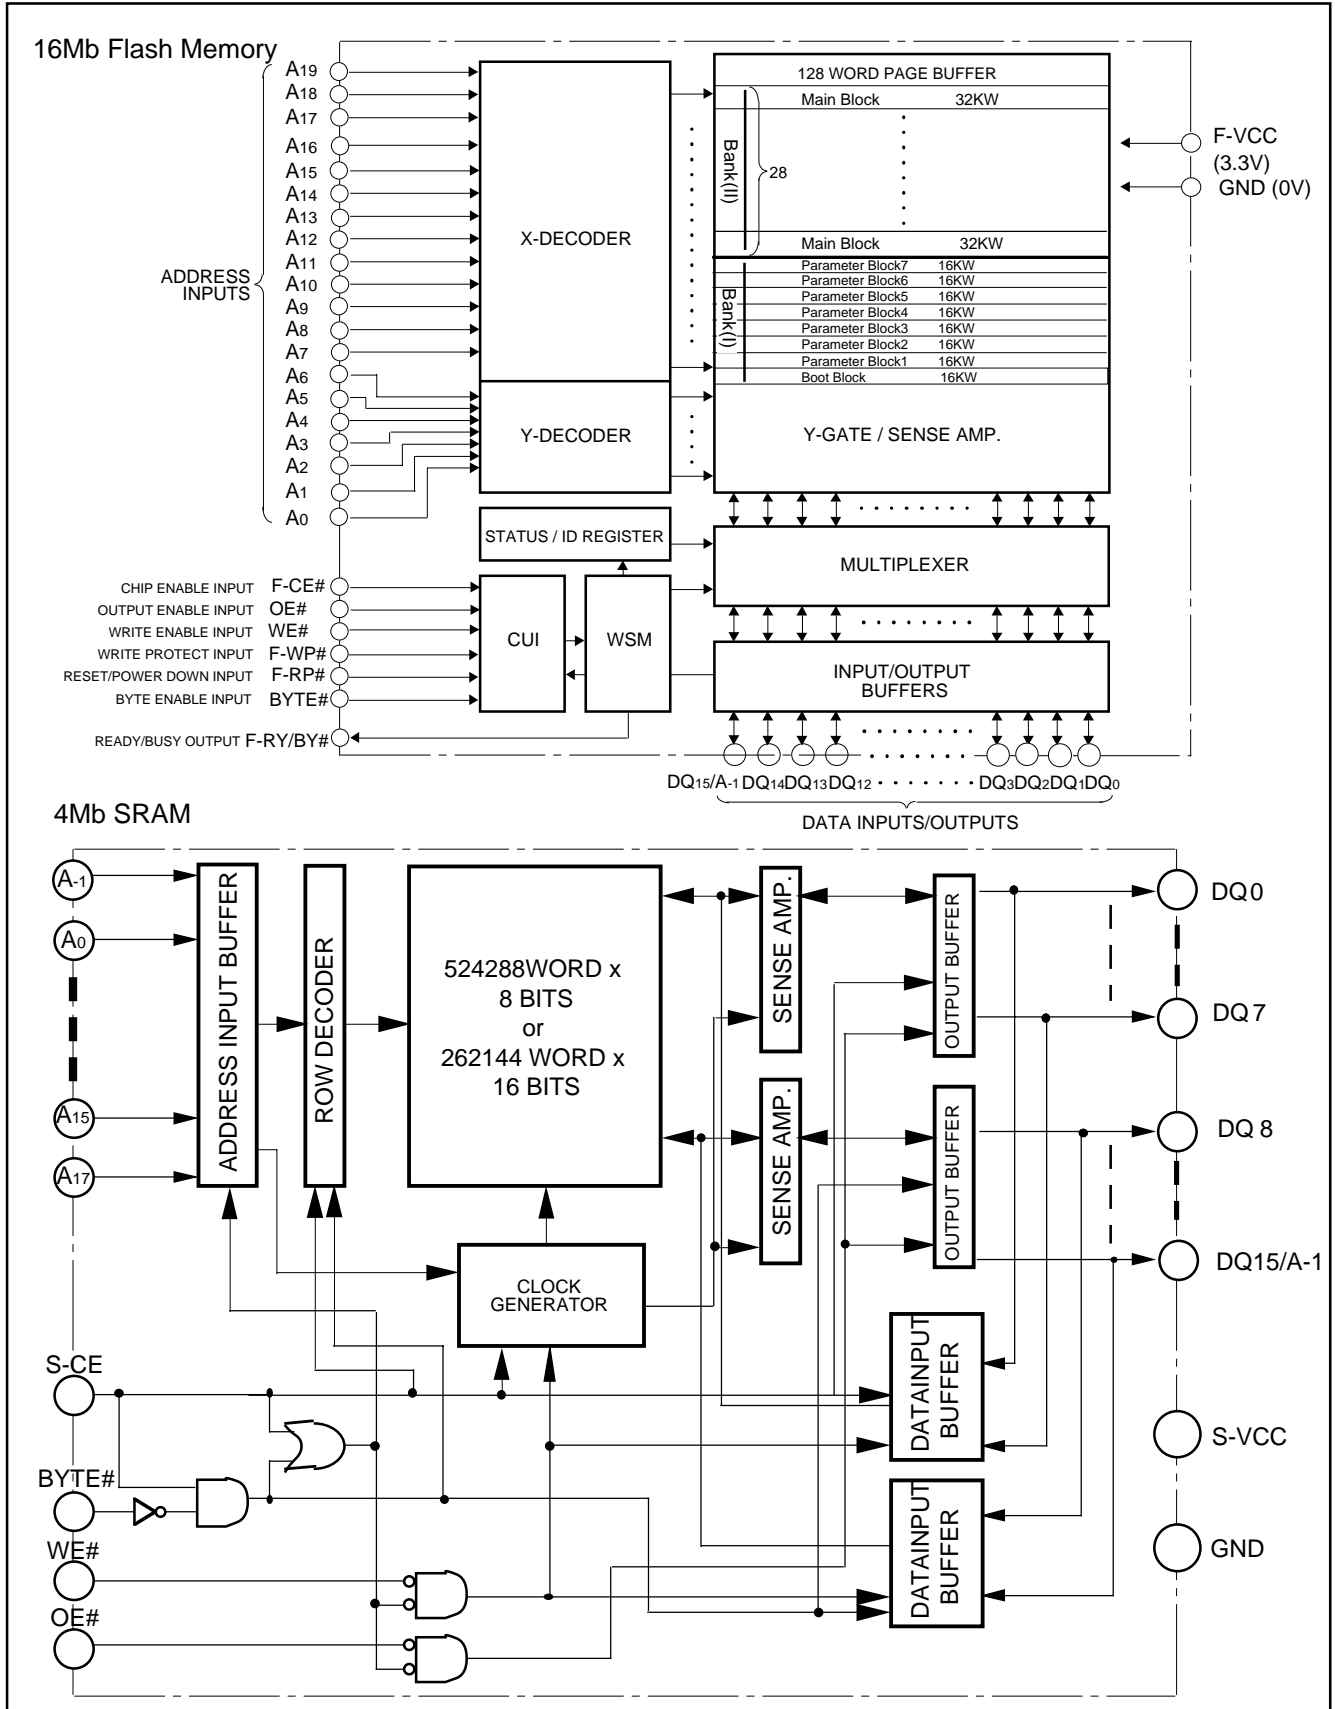 16Mb Flash Memory
A19
A18
A17
A16
A15
A14
A13
A12
A11
A10
A9
A8
A7
A6
A5
A4
A3
A2
A1
A0
ADDRESS
INPUTS
X-DECODER
Y-DECODER
128 WORD PAGE BUFFER
Main Block 32KW
Bank(II)
28
Main Block 32KW
Bank(I)
Parameter Block7 16KW
Parameter Block6 16KW
Parameter Block5 16KW
Parameter Block4 16KW
Parameter Block3 16KW
Parameter Block2 16KW
Parameter Block1 16KW
Boot Block 16KW
Y-GATE / SENSE AMP.
F-VCC
(3.3V)
GND (0V)
STATUS / ID REGISTER
MULTIPLEXER
CHIP ENABLE INPUT F-CE#
OUTPUT ENABLE INPUT OE#
WRITE ENABLE INPUT WE#
WRITE PROTECT INPUT F-WP#
RESET/POWER DOWN INPUT F-RP#
BYTE ENABLE INPUT BYTE#
READY/BUSY OUTPUT F-RY/BY#
CUI
WSM
INPUT/OUTPUT
BUFFERS
DQ15/A-1 DQ14 DQ13 DQ12 DQ3 DQ2 DQ1 DQ0
DATA INPUTS/OUTPUTS
4Mb SRAM
A-1
A0
A15
A17
ADDRESS INPUT BUFFER
ROW DECODER
524288WORD x
8 BITS
or
262144 WORD x
16 BITS
CLOCK
GENERATOR
SENSE AMP.
SENSE AMP.
OUTPUT BUFFER
OUTPUT BUFFER
DQ0
DQ7
DQ8
DQ15/A-1
DATAINPUT
BUFFER
DATAINPUT
BUFFER
S-VCC
GND
S-CE
BYTE#
WE#
OE#